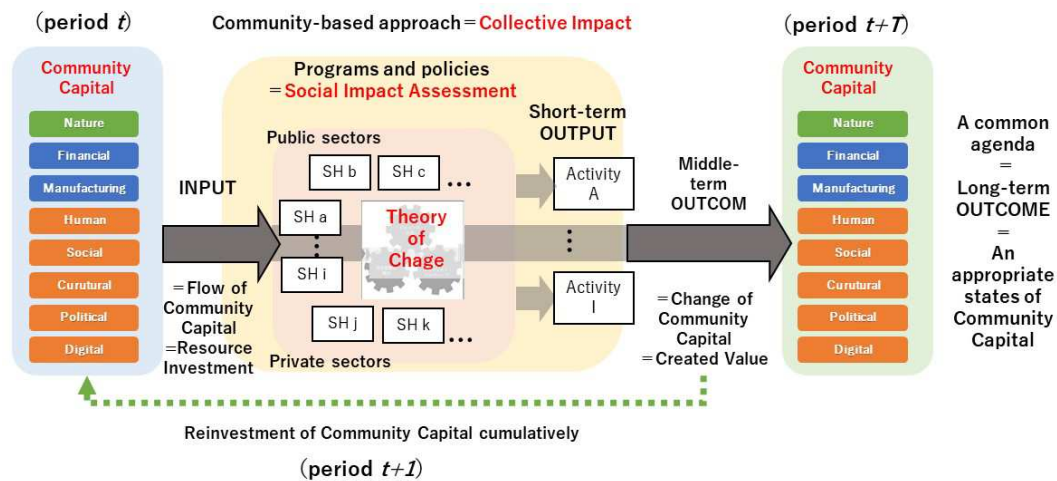 (period t)
Community-based approach＝Collective Impact
(period t+T)
Community
Capital
Nature
Financial
Manufacturing
Human
Social
Curutural
Political
Digital
INPUT
＝Flow of
Community
Capital
＝Resource
Investment
Programs and policies
＝Social Impact Assessment
Public sectors
SH b
SH c
...
SH a
⋮
SH i
Theory
of
Chage
SH j
SH k
...
Private sectors
Short-term
OUTPUT
Activity
A
⋮
Activity
I
Middle-
term
OUTCOM
＝Change of
Community
Capital
＝Created Value
Community
Capital
Nature
Financial
Manufacturing
Human
Social
Curutural
Political
Digital
A common
agenda
＝
Long-term
OUTCOME
＝
An
appropriate
states of
Community
Capital
Reinvestment of Community Capital cumulatively
(period t+1)